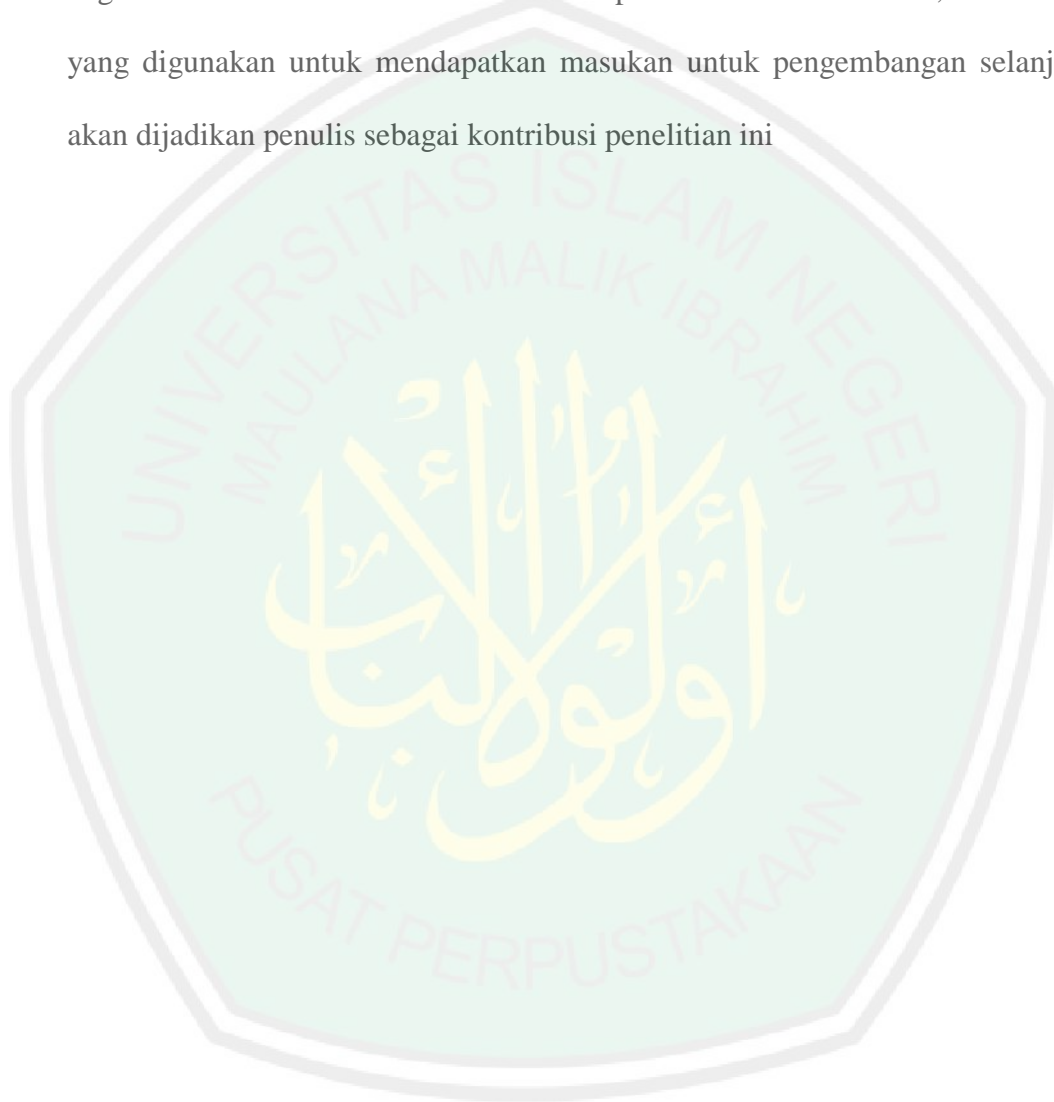 yang digunakan untuk mendapatkan masukan untuk pengembangan selanj
akan dijadikan penulis sebagai kontribusi penelitian ini
UNIVERSITAS ISLAM NEGERI
MAULANA MALIK IBRAHIM
أولوا الألباب
PUSAT PERPUSTAKAAN